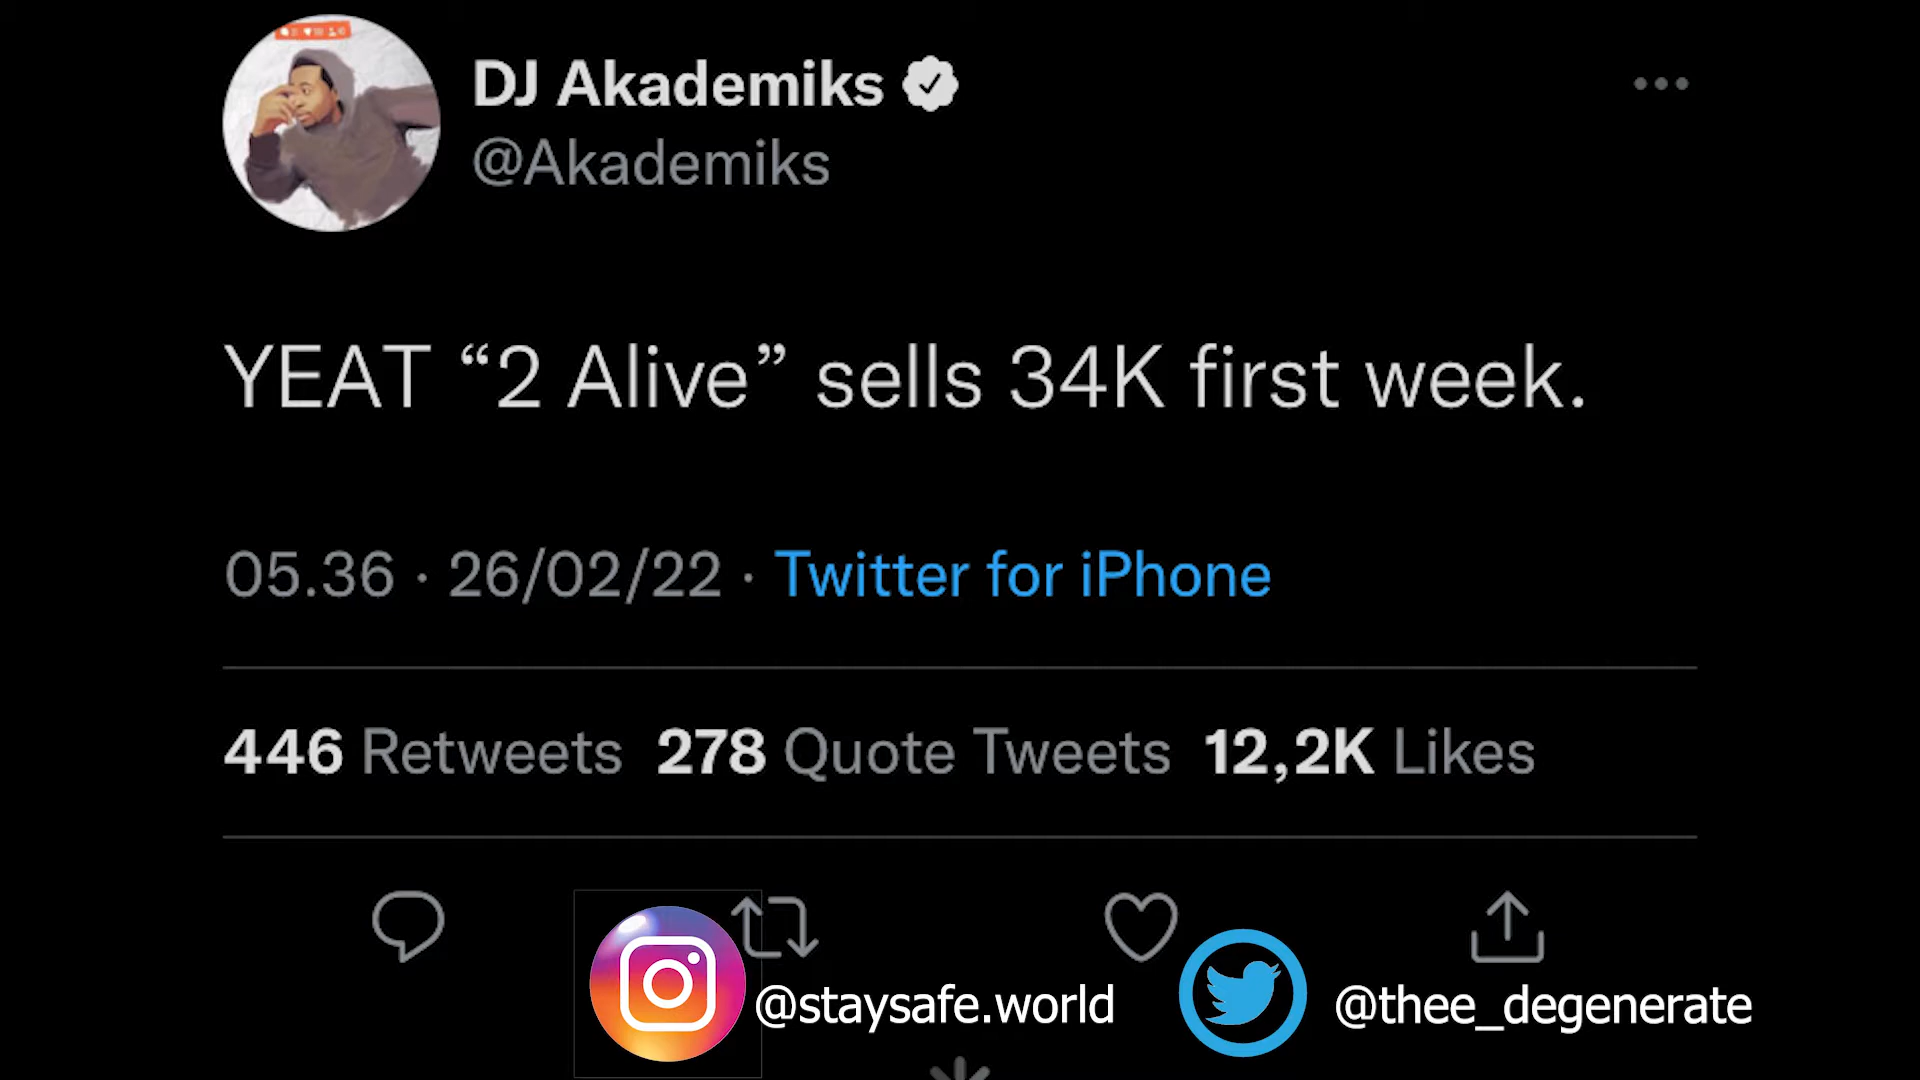 DJ Akademiks
@Akademiks
YEAT “2 Alive” sells 34K first week.
05.36 · 26/02/22 · Twitter for iPhone
446 Retweets 278 Quote Tweets 12,2K Likes
@staysafe.world @thee_degenerate